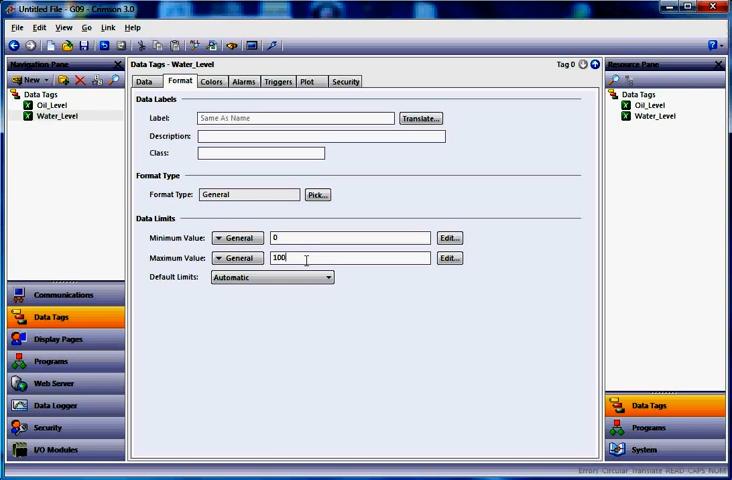 Untitled File - G09 - Crimson 3.0
File Edit View Go Link Help
Navigation Pane
New
Data Tags
Oil_Level
Water_Level
Communications
Data Tags
Display Pages
Programs
Web Server
Data Logger
Security
I/O Modules
Data Tags - Water_Level
Tag 0
Data Format Colors Alarms Triggers Plot Security
Data Labels
Label: Same As Name Translate...
Description:
Class:
Format Type
Format Type: General Pick...
Data Limits
Minimum Value: General 0 Edit...
Maximum Value: General 100 Edit...
Default Limits: Automatic
Resource Pane
Data Tags
Oil_Level
Water_Level
Data Tags
Programs
System
Errors Circular Translate READ CAPS NUM